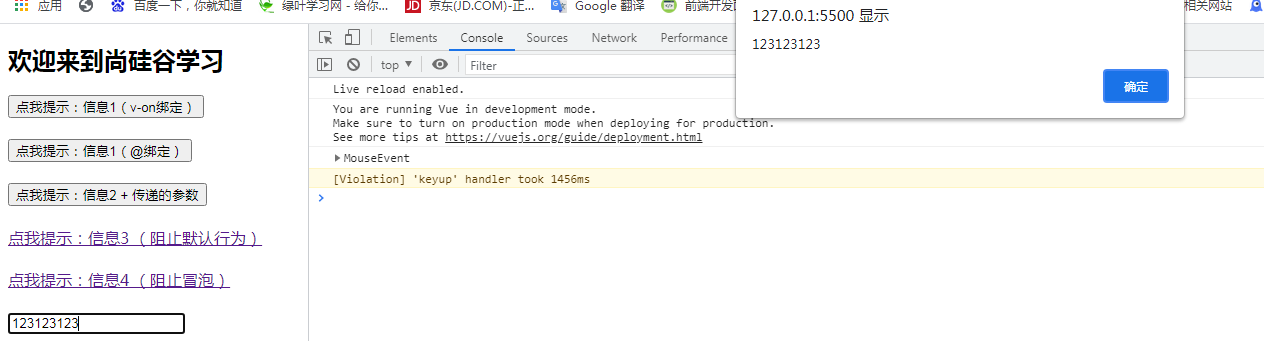 应用 百度一下，你就知道 绿叶学习网 - 给你... JD 京东(JD.COM)-正... Google 翻译 相关网站
127.0.0.1:5500 显示
123123123
确定
Elements Console Sources Network Performance
top ▼ Filter
欢迎来到尚硅谷学习
点我提示：信息1（v-on绑定）
点我提示：信息1（@绑定）
点我提示：信息2 + 传递的参数
点我提示：信息3 （阻止默认行为）
点我提示：信息4 （阻止冒泡）
123123123
Live reload enabled.
You are running Vue in development mode.
Make sure to turn on production mode when deploying for production.
See more tips at https://vuejs.org/guide/deployment.html
MouseEvent
[Violation] 'keyup' handler took 1456ms